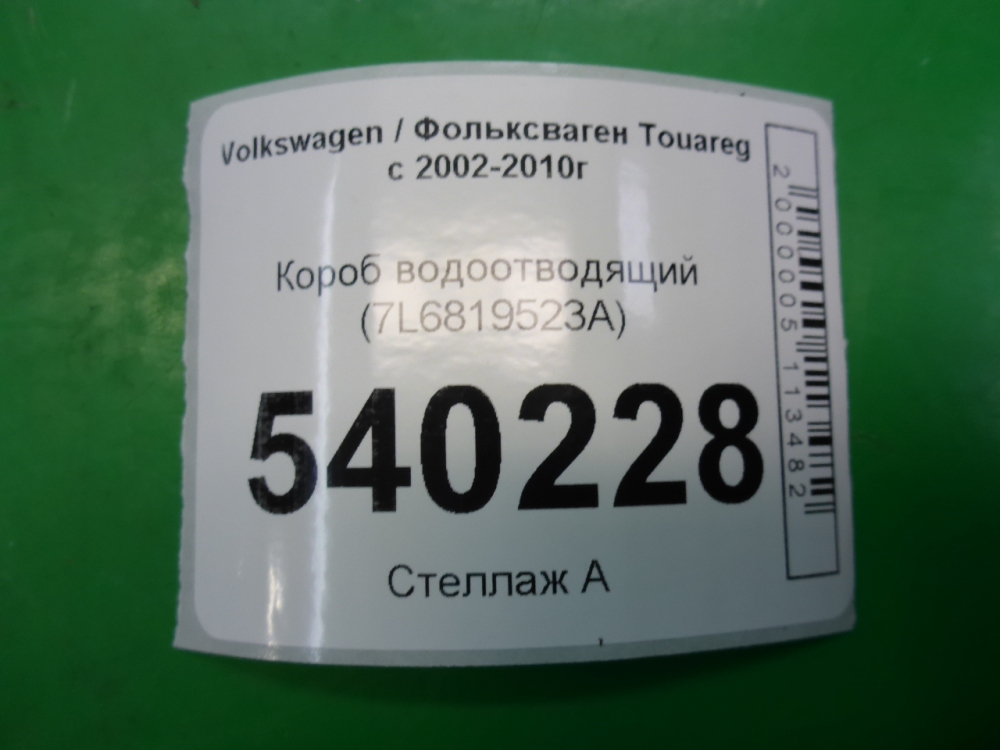 Volkswagen / Фольксваген Touareg
с 2002-2010г
Короб водоотводящий
(7L6819523A)
540228
Стеллаж А
2000005113482